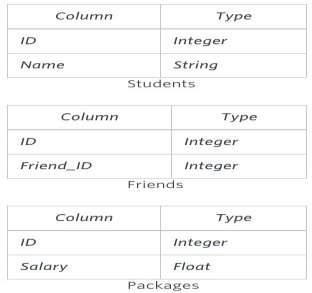 Column Type
ID Integer
Name String
Students
Column Type
ID Integer
Friend_ID Integer
Friends
Column Type
ID Integer
Salary Float
Packages